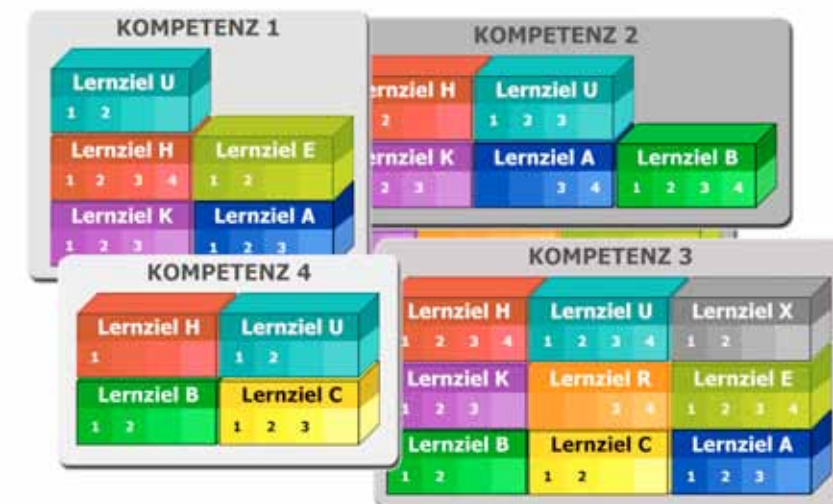 KOMPETENZ 1
Lernziel U
1 2
Lernziel H Lernziel E
1 2 3 4 1 2
Lernziel K Lernziel A
1 2 3 1 2 3
KOMPETENZ 2
ernziel H Lernziel U
2 1 2 3
ernziel K Lernziel A Lernziel B
2 3 3 4 1 2 3 4
KOMPETENZ 4
Lernziel H Lernziel U
1 1 2
Lernziel B Lernziel C
1 2 1 2 3
KOMPETENZ 3
Lernziel H Lernziel U Lernziel X
1 2 3 4 1 2 3 4 1 2
Lernziel K Lernziel R Lernziel E
1 2 3 3 4 1 2 3 4
Lernziel B Lernziel C Lernziel A
1 2 1 2 1 2 3